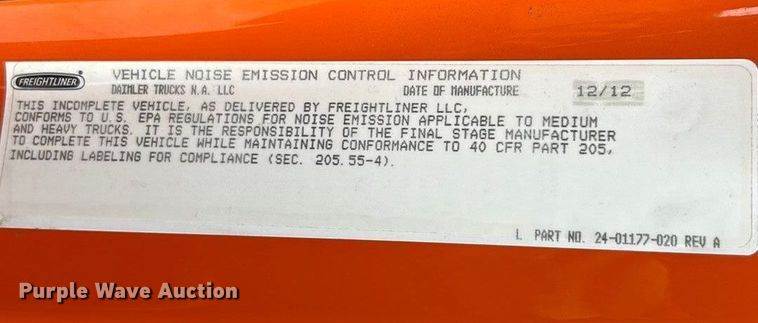 FREIGHTLINER
VEHICLE NOISE EMISSION CONTROL INFORMATION
DAIMLER TRUCKS N.A. LLC DATE OF MANUFACTURE 12/12
THIS INCOMPLETE VEHICLE, AS DELIVERED BY FREIGHTLINER LLC,
CONFORMS TO U.S. EPA REGULATIONS FOR NOISE EMISSION APPLICABLE TO MEDIUM
AND HEAVY TRUCKS. IT IS THE RESPONSIBILITY OF THE FINAL STAGE MANUFACTURER
TO COMPLETE THIS VEHICLE WHILE MAINTAINING CONFORMANCE TO 40 CFR PART 205,
INCLUDING LABELING FOR COMPLIANCE (SEC. 205.55-4).
L PART NO. 24-01177-020 REV A
Purple Wave Auction